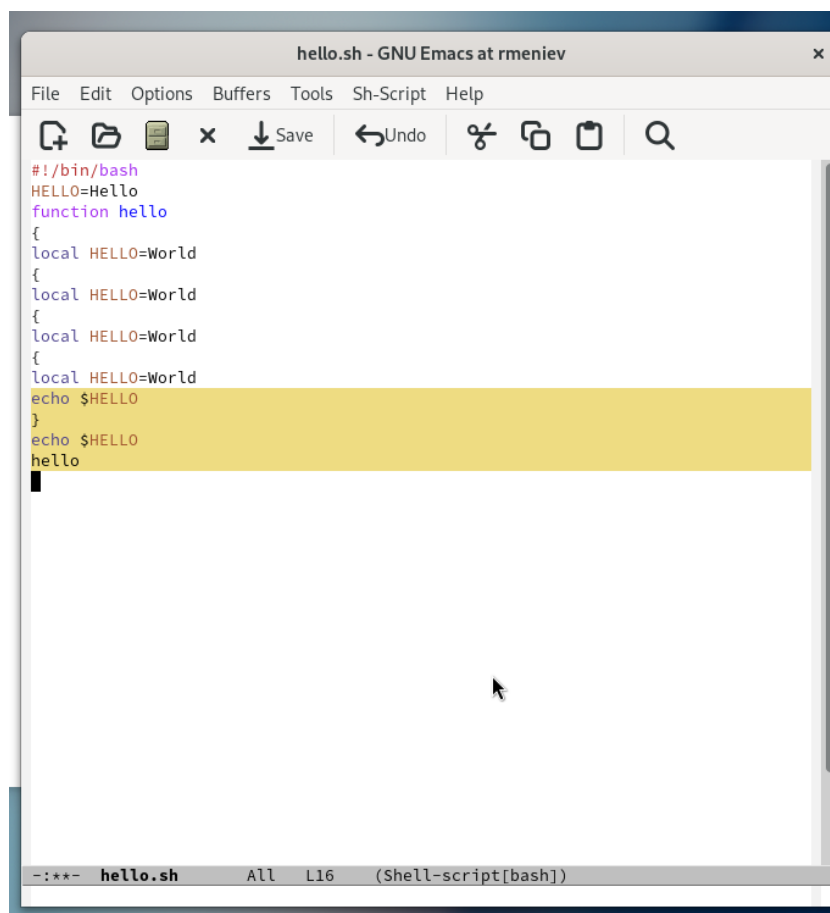 hello.sh - GNU Emacs at rmeniev ×
File Edit Options Buffers Tools Sh-Script Help
Save Undo
#!/bin/bash
HELLO=Hello
function hello
{
local HELLO=World
{
local HELLO=World
{
local HELLO=World
{
local HELLO=World
echo $HELLO
}
echo $HELLO
hello
-:**- hello.sh All L16 (Shell-script[bash])